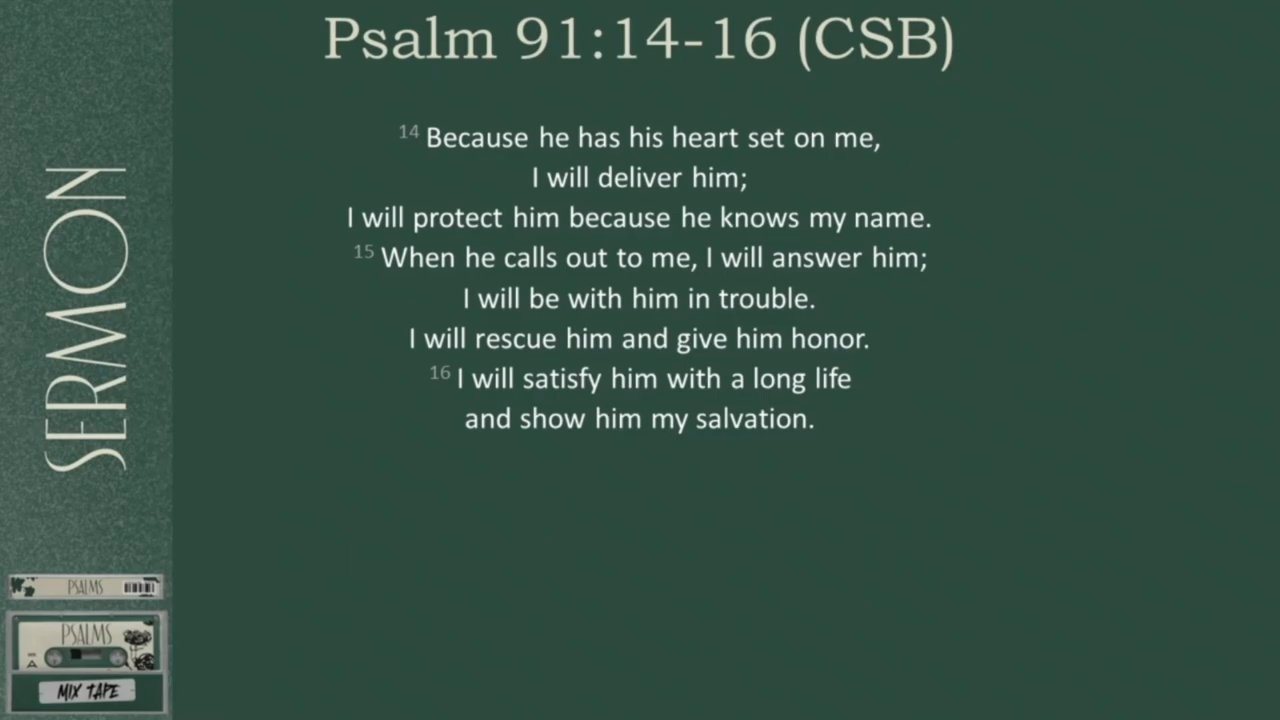 Psalm 91:14-16 (CSB)
14 Because he has his heart set on me,
I will deliver him;
I will protect him because he knows my name.
15 When he calls out to me, I will answer him;
I will be with him in trouble.
I will rescue him and give him honor.
16 I will satisfy him with a long life
and show him my salvation.
SERMON
PSALMS
PSALMS
A
MIX TAPE